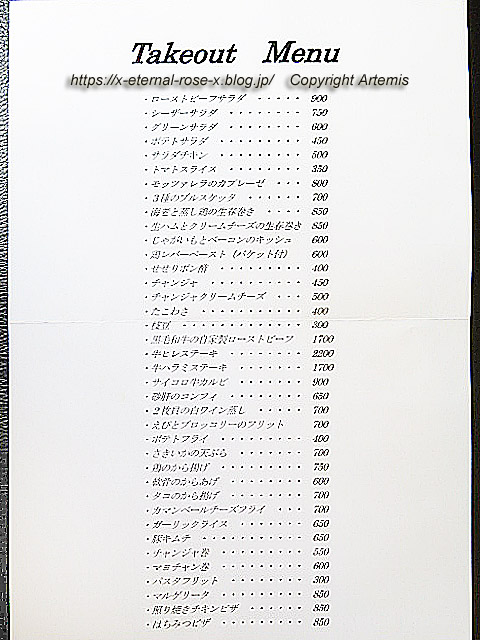 Takeout Menu
https://x-eternal-rose-x.blog.jp/ Copyright Artemis
・ローストビーフサラダ ・・・・・ 900
・シーザーサラダ ・・・・・・・ 750
・グリーンサラダ ・・・・・・・ 600
・ポテトサラダ ・・・・・・・・ 450
・サラダチキン ・・・・・・・・ 500
・トマトスライス ・・・・・・・ 350
・モッツァレラのカプレーゼ ・・・ 800
・3種のブルスケッタ ・・・・・ 700
・海老と蒸し鶏の生春巻き ・・・・ 850
・生ハムとクリームチーズの生春巻き 850
・じゃがいもとベーコンのキッシュ 600
・鶏レバーペースト(バケット付) 600
・せせりポン酢 ・・・・・・・・ 400
・チャンジャ ・・・・・・・・・ 450
・チャンジャクリームチーズ ・・・ 500
・たこわさ ・・・・・・・・・・ 400
・枝豆 ・・・・・・・・・・・・ 300
・黒毛和牛の自家製ローストビーフ 1700
・牛ヒレステーキ ・・・・・・・ 2200
・牛ハラミステーキ ・・・・・・ 1700
・サイコロ牛カルビ ・・・・・・ 900
・砂肝のコンフィ ・・・・・・・ 650
・2枚貝の白ワイン蒸し ・・・・ 700
・えびとブロッコリーのフリット 700
・ポテトフライ ・・・・・・・・ 400
・さきいかの天ぷら ・・・・・・ 700
・鶏のから揚げ ・・・・・・・・ 750
・軟骨のからあげ ・・・・・・・ 600
・タコのから揚げ ・・・・・・・ 700
・カマンベールチーズフライ ・・・ 700
・ガーリックライス ・・・・・・ 650
・豚キムチ ・・・・・・・・・・ 650
・チャンジャ巻 ・・・・・・・・ 550
・マヨチャン巻 ・・・・・・・・ 600
・パスタフリット ・・・・・・・ 300
・マルゲリータ ・・・・・・・・ 850
・照り焼きチキンピザ ・・・・・ 850
・はちみつピザ ・・・・・・・・ 850